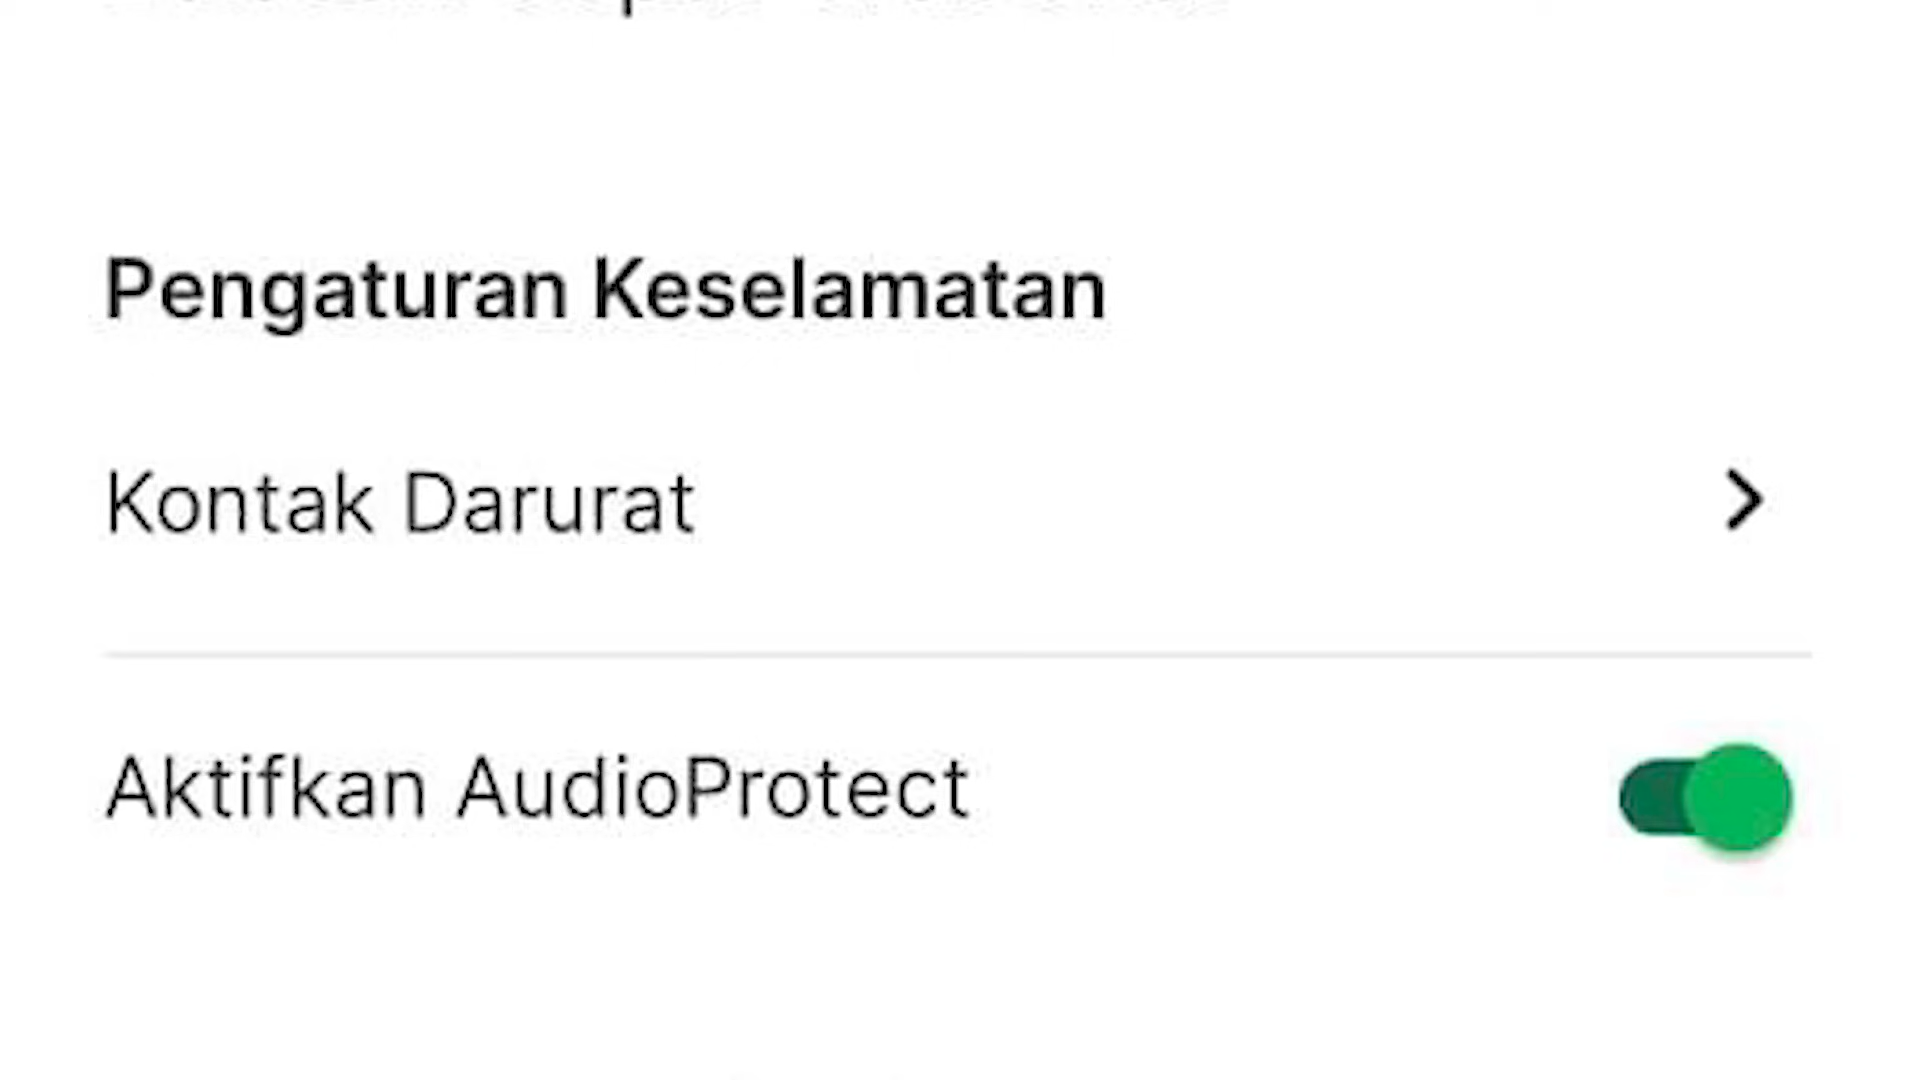 Pengaturan Keselamatan
Kontak Darurat
Aktifkan AudioProtect